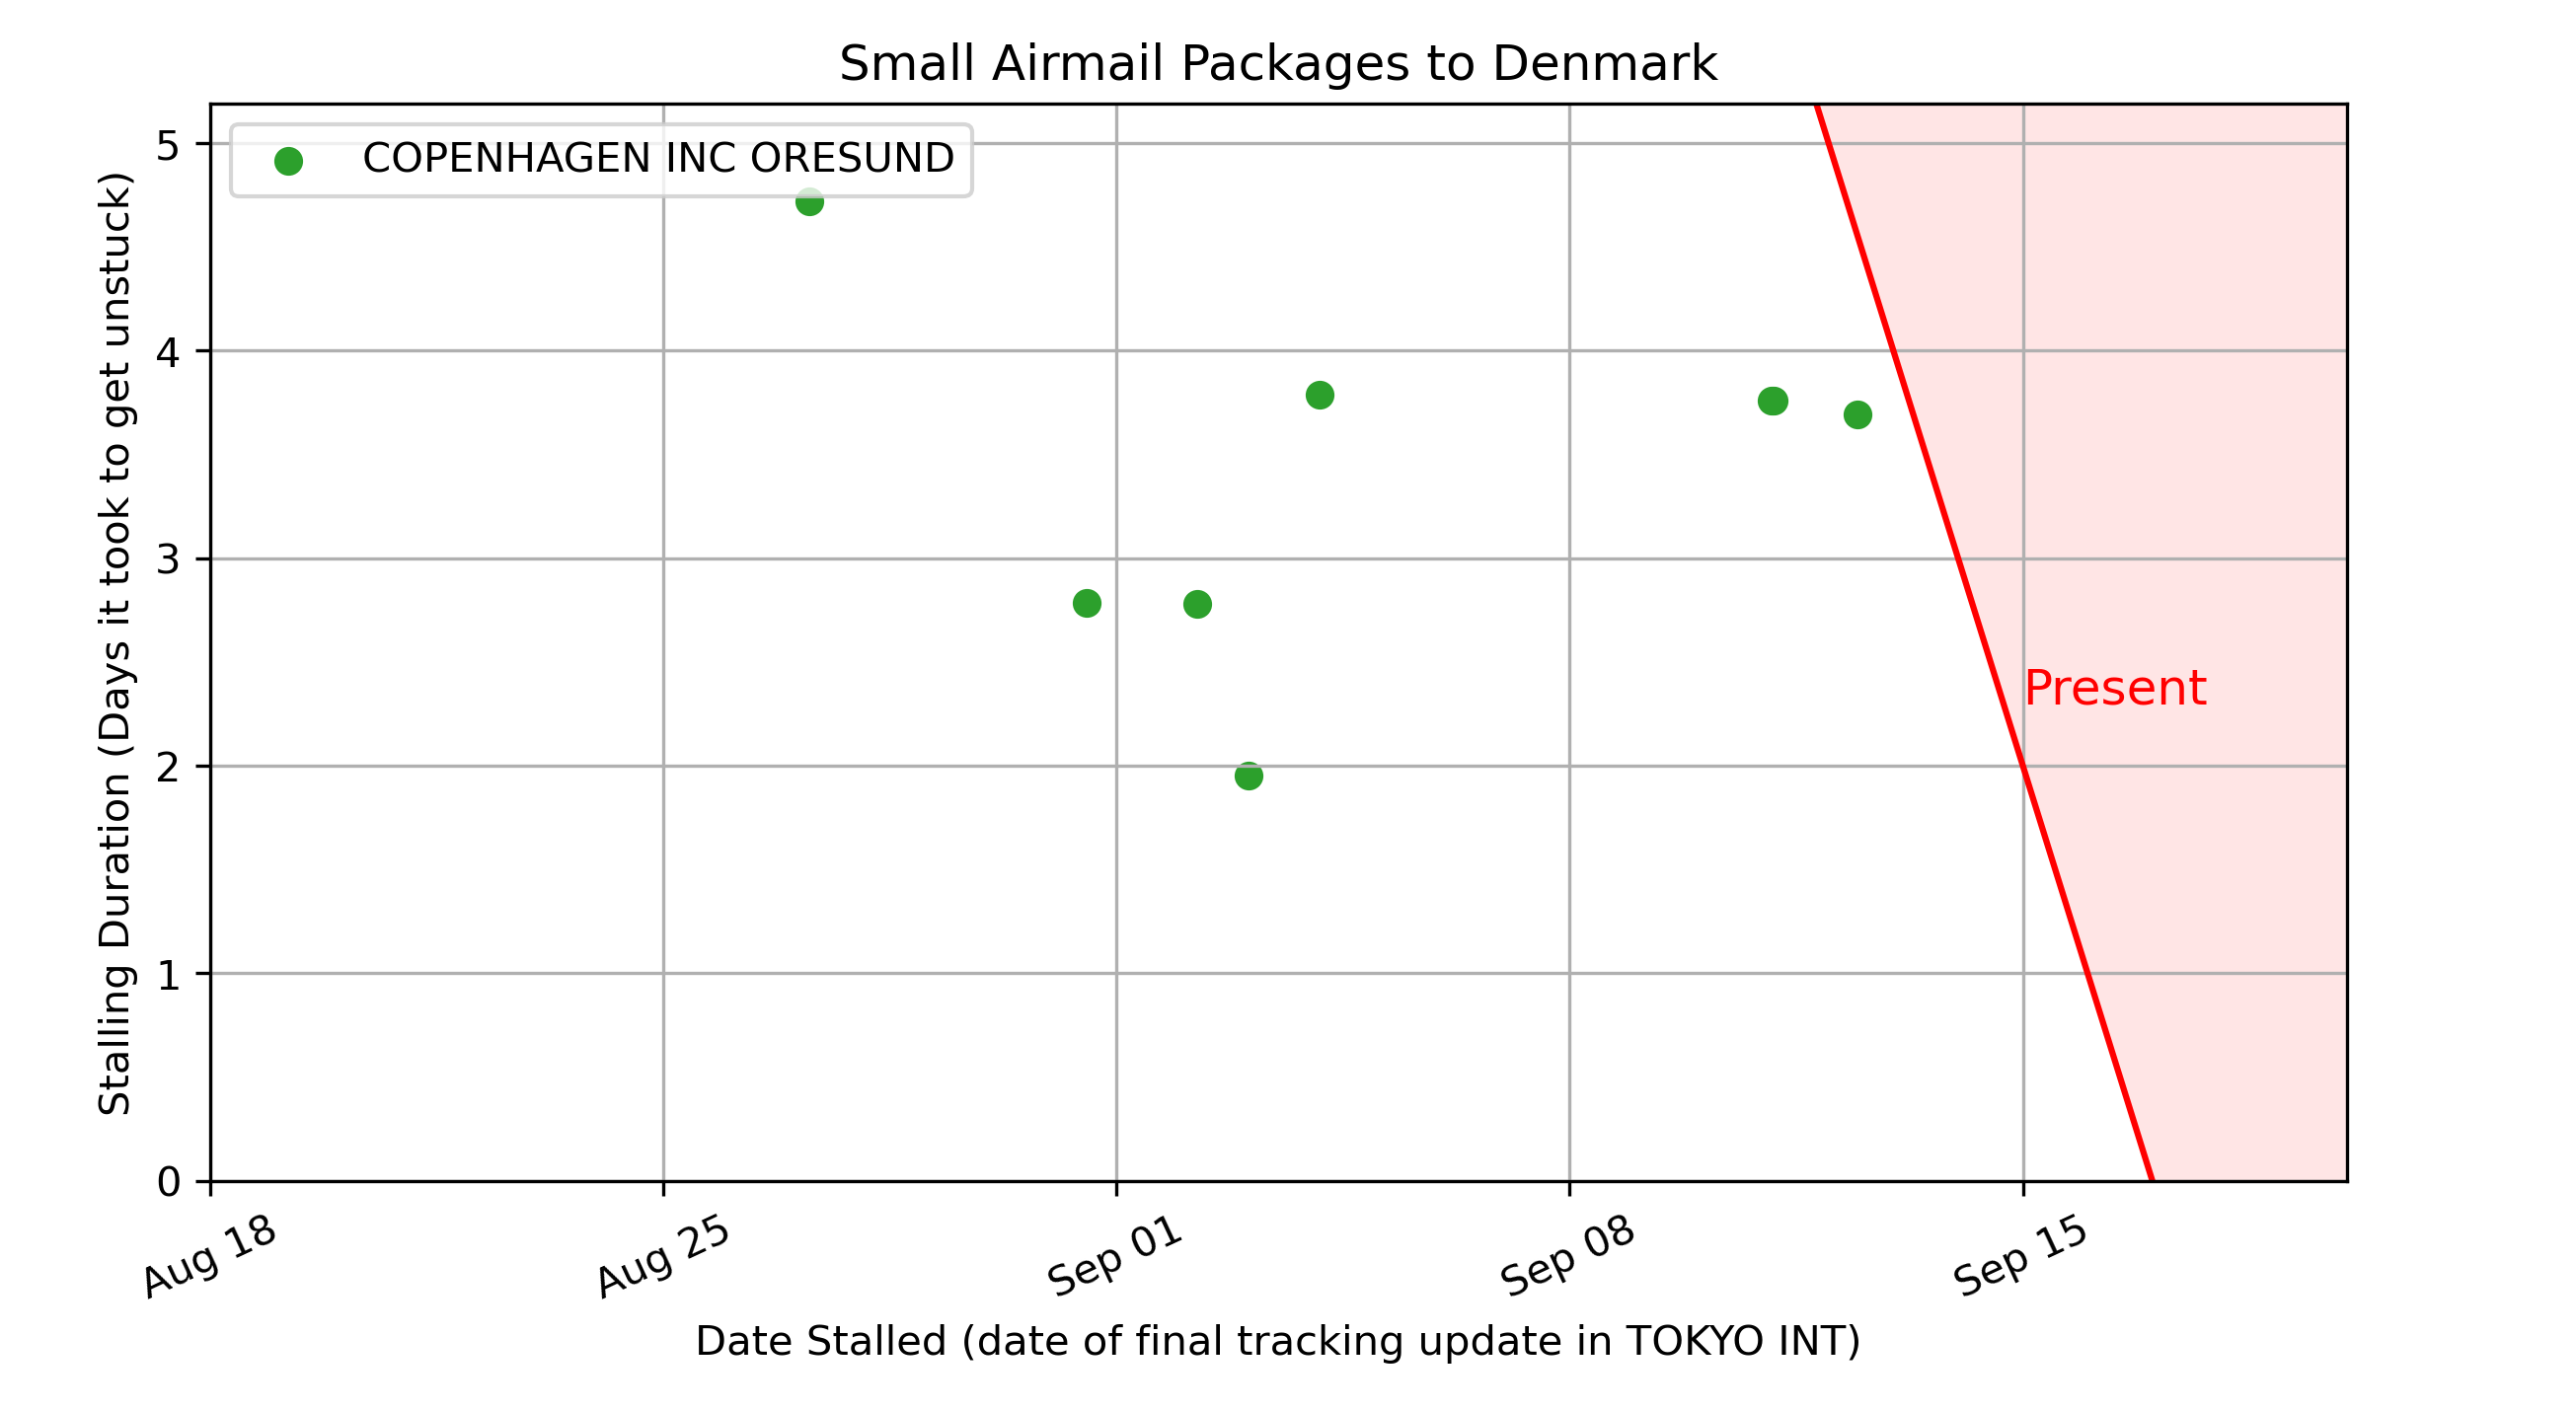 Small Airmail Packages to Denmark
COPENHAGEN INC ORESUND
Stalling Duration (Days it took to get unstuck)
5
4
3
2
1
0
Present
Aug 18
Aug 25
Sep 01
Sep 08
Sep 15
Date Stalled (date of final tracking update in TOKYO INT)